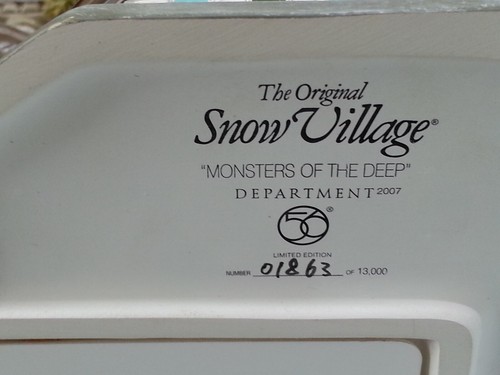 The Original
Snow Village®
"MONSTERS OF THE DEEP"
DEPARTMENT 2007
56®
LIMITED EDITION
NUMBER 01863 OF 13,000